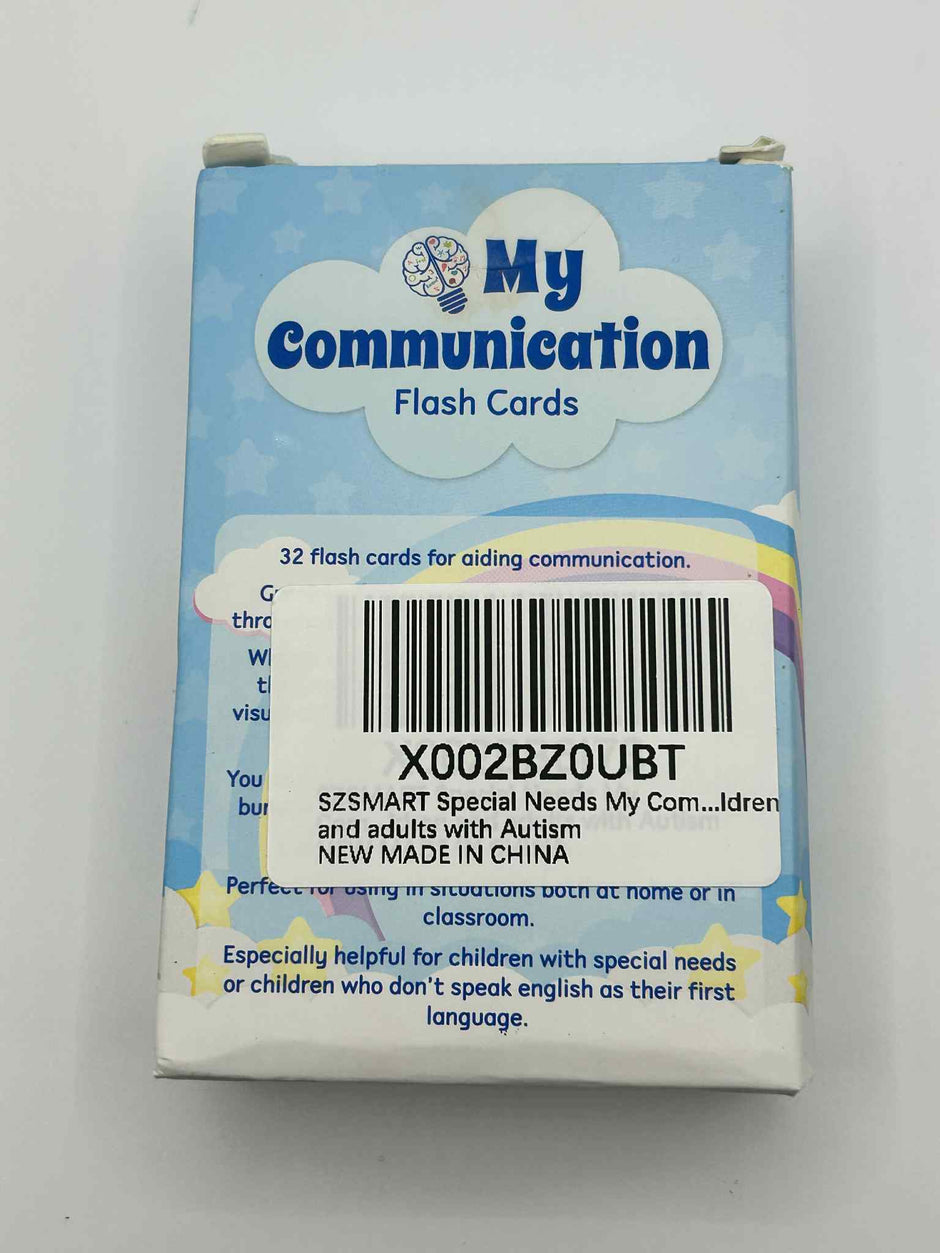 My
Communication
Flash Cards
32 flash cards for aiding communication.
You
X002BZ0UBT
SZSMART Special Needs My Com...ldren
and adults with Autism
NEW MADE IN CHINA
Perfect for using in situations both at home or in
classroom.
Especially helpful for children with special needs
or children who don't speak english as their first
language.